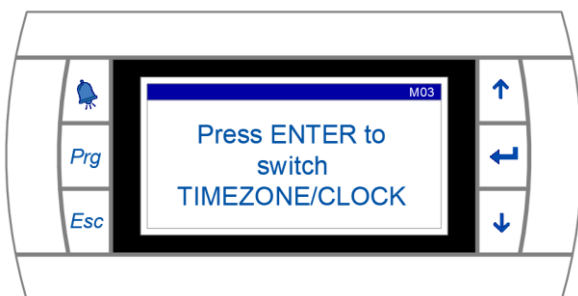 M03
Press ENTER to
switch
TIMEZONE/CLOCK
Prg
Esc